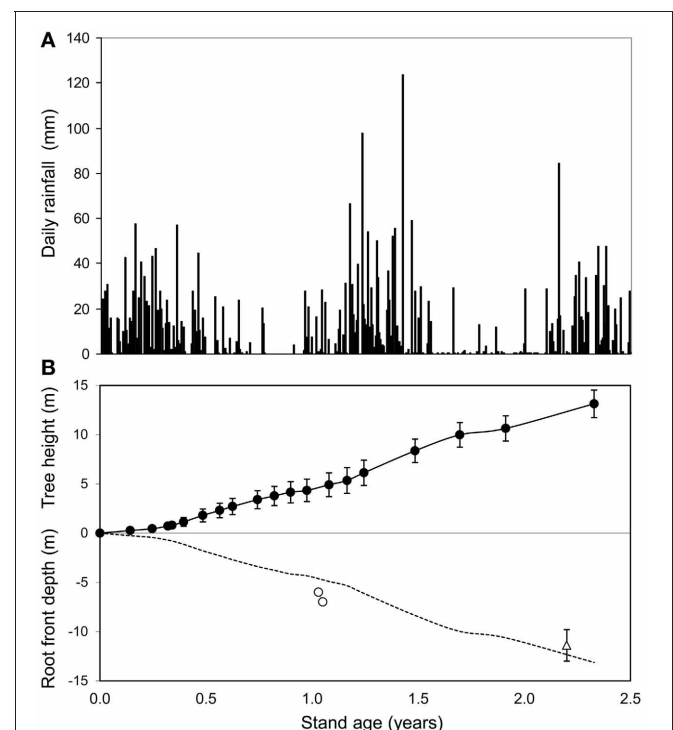 A
Daily rainfall (mm)
140
120
100
80
60
40
20
0
B
Tree height (m)
Root front depth (m)
15
10
5
0
-5
-10
-15
0.0 0.5 1.0 1.5 2.0 2.5
Stand age (years)